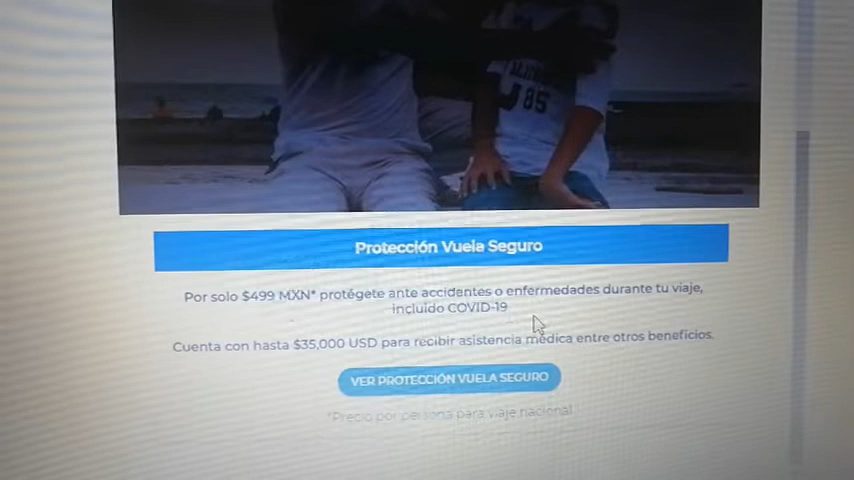 85
Protección Vuela Seguro
Por solo $499 MXN* protégete ante accidentes o enfermedades durante tu viaje,
incluido COVID-19
Cuenta con hasta $35,000 USD para recibir asistencia médica entre otros beneficios.
VER PROTECCIÓN VUELA SEGURO
*Precio por persona para viaje nacional